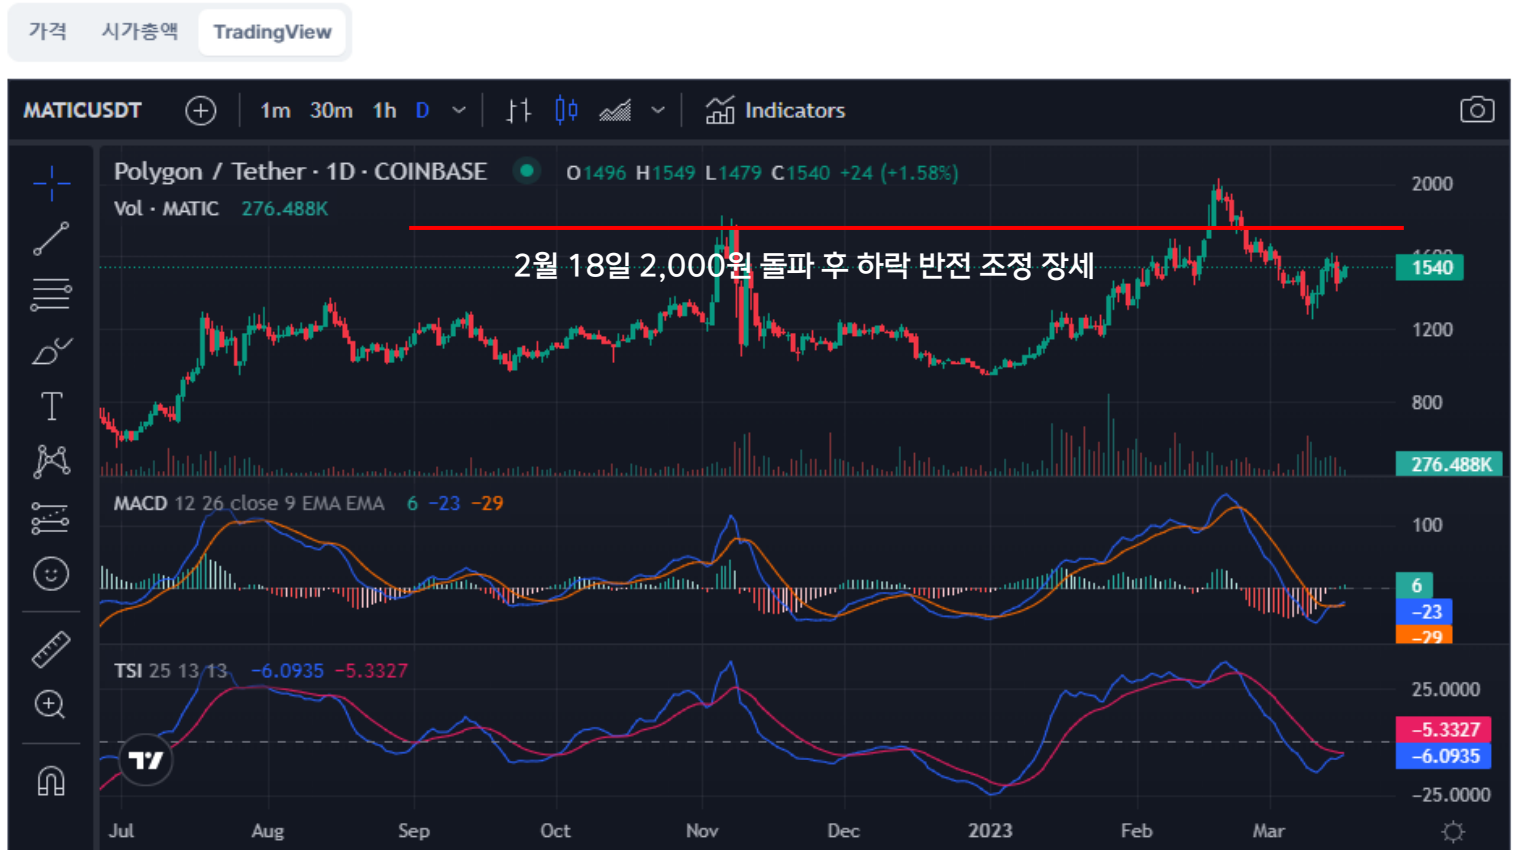 가격 시가총액 TradingView
MATICUSDT 1m 30m 1h D Indicators
Polygon / Tether · 1D · COINBASE O1496 H1549 L1479 C1540 +24 (+1.58%)
Vol · MATIC 276.488K
2000
2월 18일 2,000원 돌파 후 하락 반전 조정 장세
1600
1540
1200
800
276.488K
MACD 12 26 close 9 EMA EMA 6 −23 −29
100
6
−23
−29
TSI 25 13 13 −6.0935 −5.3327
25.0000
−5.3327
−6.0935
−25.0000
Jul Aug Sep Oct Nov Dec 2023 Feb Mar